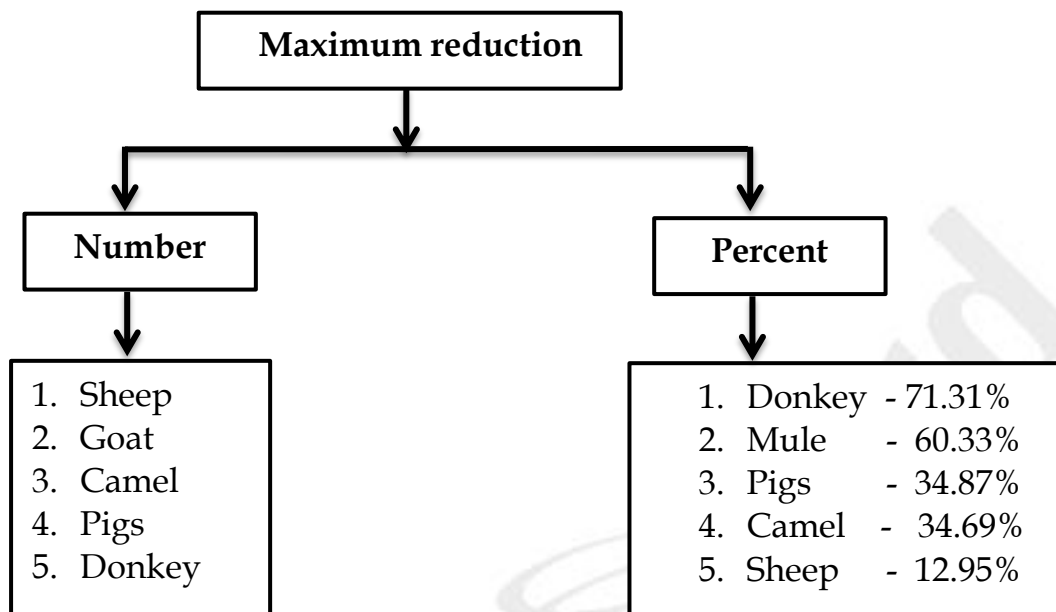 Maximum reduction
Number
Percent
1. Sheep
2. Goat
3. Camel
4. Pigs
5. Donkey
1. Donkey - 71.31%
2. Mule - 60.33%
3. Pigs - 34.87%
4. Camel - 34.69%
5. Sheep - 12.95%